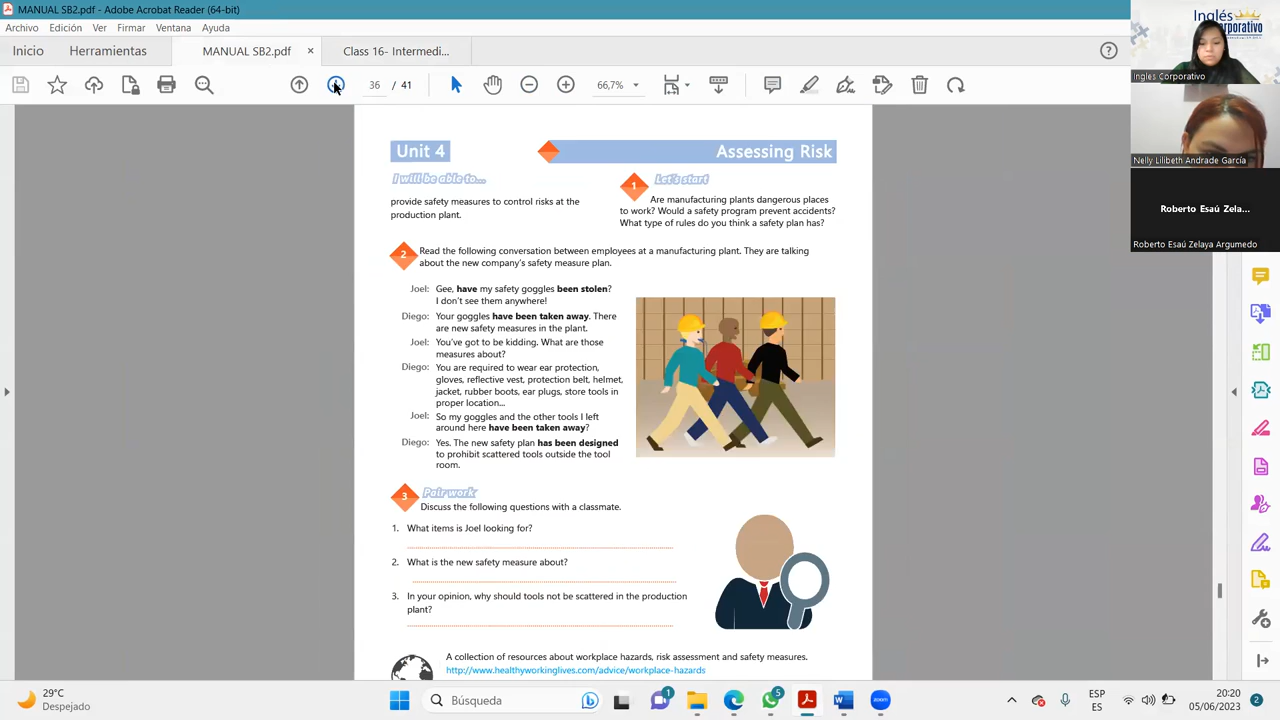 MANUAL SB2.pdf - Adobe Acrobat Reader (64-bit)
Archivo Edición Ver Firmar Ventana Ayuda
Inicio Herramientas MANUAL SB2.pdf × Class 16- Intermedi...
36 / 41 66,7%
Inglés
Corporativo
Ingles Corporativo
Nelly Lilibeth Andrade García
Roberto Esaú Zela...
Roberto Esaú Zelaya Argumedo
Unit 4
Assessing Risk
I will be able to...
provide safety measures to control risks at the
production plant.
1 Let's start
Are manufacturing plants dangerous places
to work? Would a safety program prevent accidents?
What type of rules do you think a safety plan has?
2 Read the following conversation between employees at a manufacturing plant. They are talking
about the new company's safety measure plan.
Joel: Gee, have my safety goggles been stolen?
I don't see them anywhere!
Diego: Your goggles have been taken away. There
are new safety measures in the plant.
Joel: You've got to be kidding. What are those
measures about?
Diego: You are required to wear ear protection,
gloves, reflective vest, protection belt, helmet,
jacket, rubber boots, ear plugs, store tools in
proper location...
Joel: So my goggles and the other tools I left
around here have been taken away?
Diego: Yes. The new safety plan has been designed
to prohibit scattered tools outside the tool
room.
3 Pair work
Discuss the following questions with a classmate.
1. What items is Joel looking for?
2. What is the new safety measure about?
3. In your opinion, why should tools not be scattered in the production
plant?
A collection of resources about workplace hazards, risk assessment and safety measures.
http://www.healthyworkinglives.com/advice/workplace-hazards
29°C
Despejado
Búsqueda
1
5
ESP
ES
20:20
05/06/2023
2